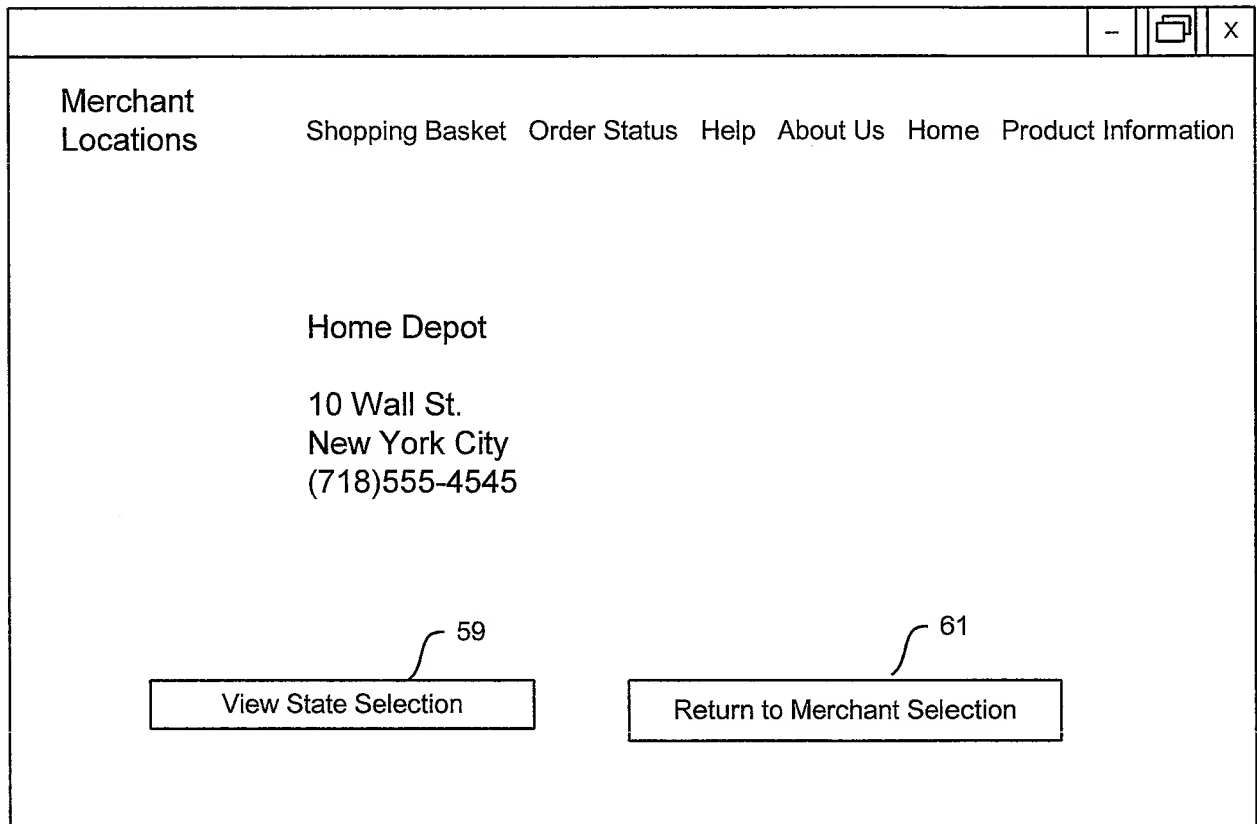 – X
Merchant
Locations
Shopping Basket Order Status Help About Us Home Product Information
Home Depot
10 Wall St.
New York City
(718)555-4545
59
61
View State Selection
Return to Merchant Selection